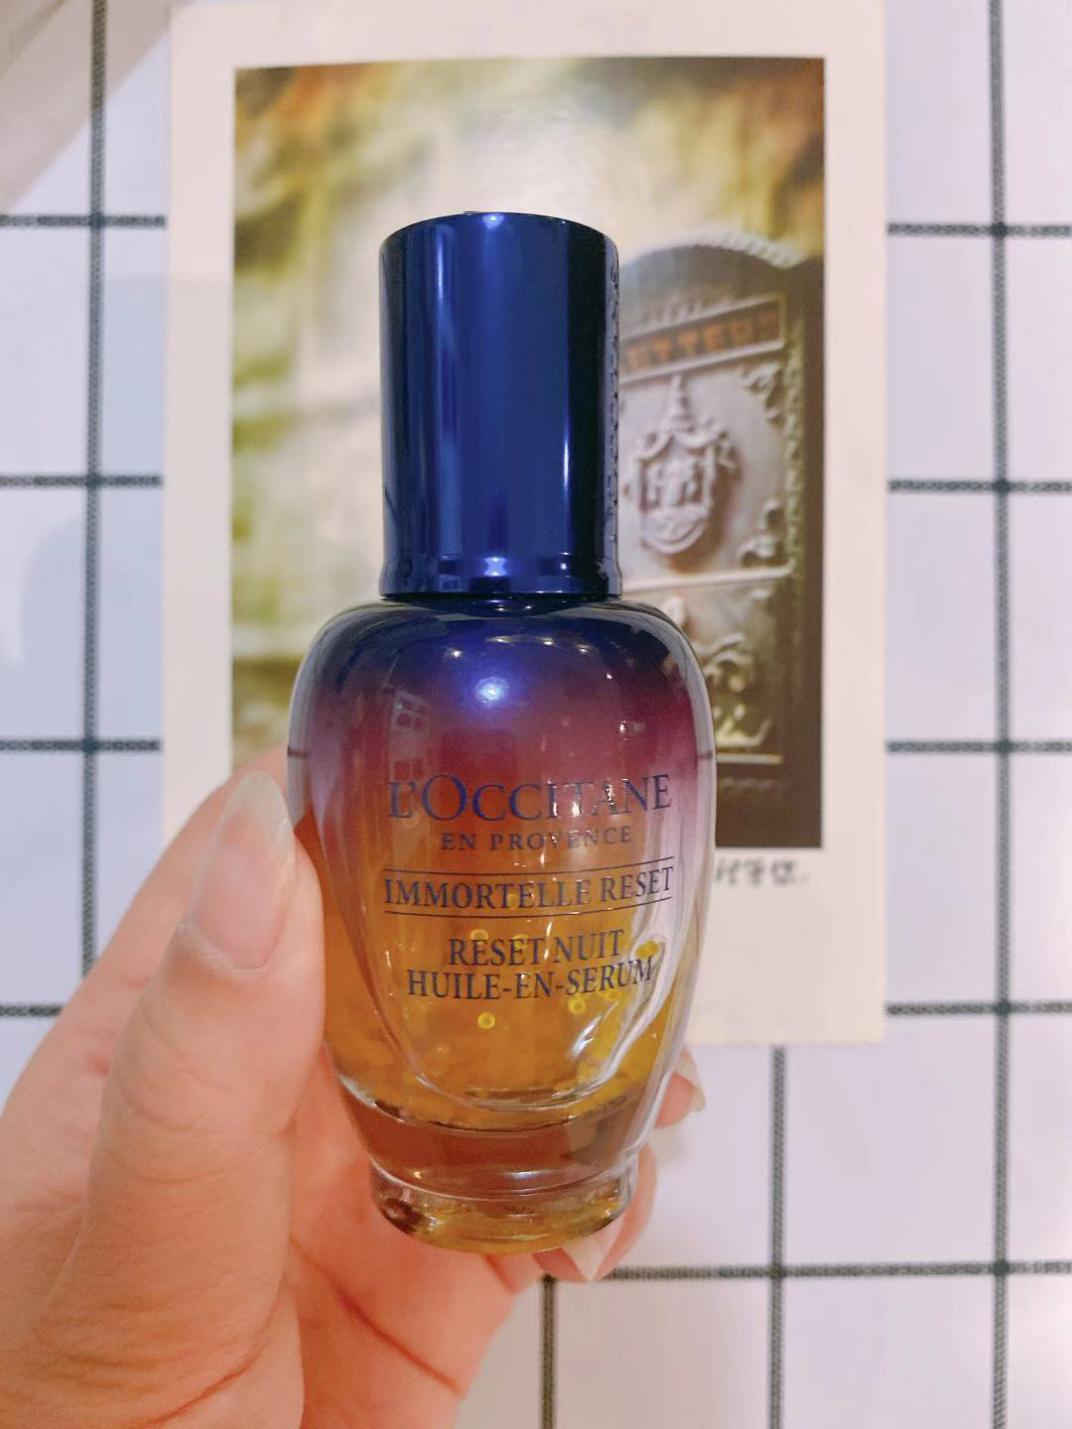 L'OCCITANE
EN PROVENCE
IMMORTELLE RESET
RESET NUIT
HUILE-EN-SERUM